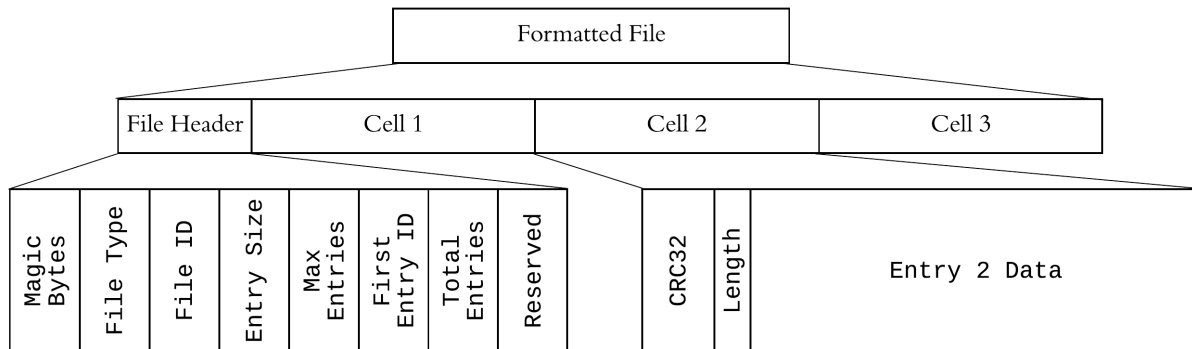 Formatted File
File Header
Cell 1
Cell 2
Cell 3
Magic
Bytes
File Type
File ID
Entry Size
Max
Entries
First
Entry ID
Total
Entries
Reserved
CRC32
Length
Entry 2 Data